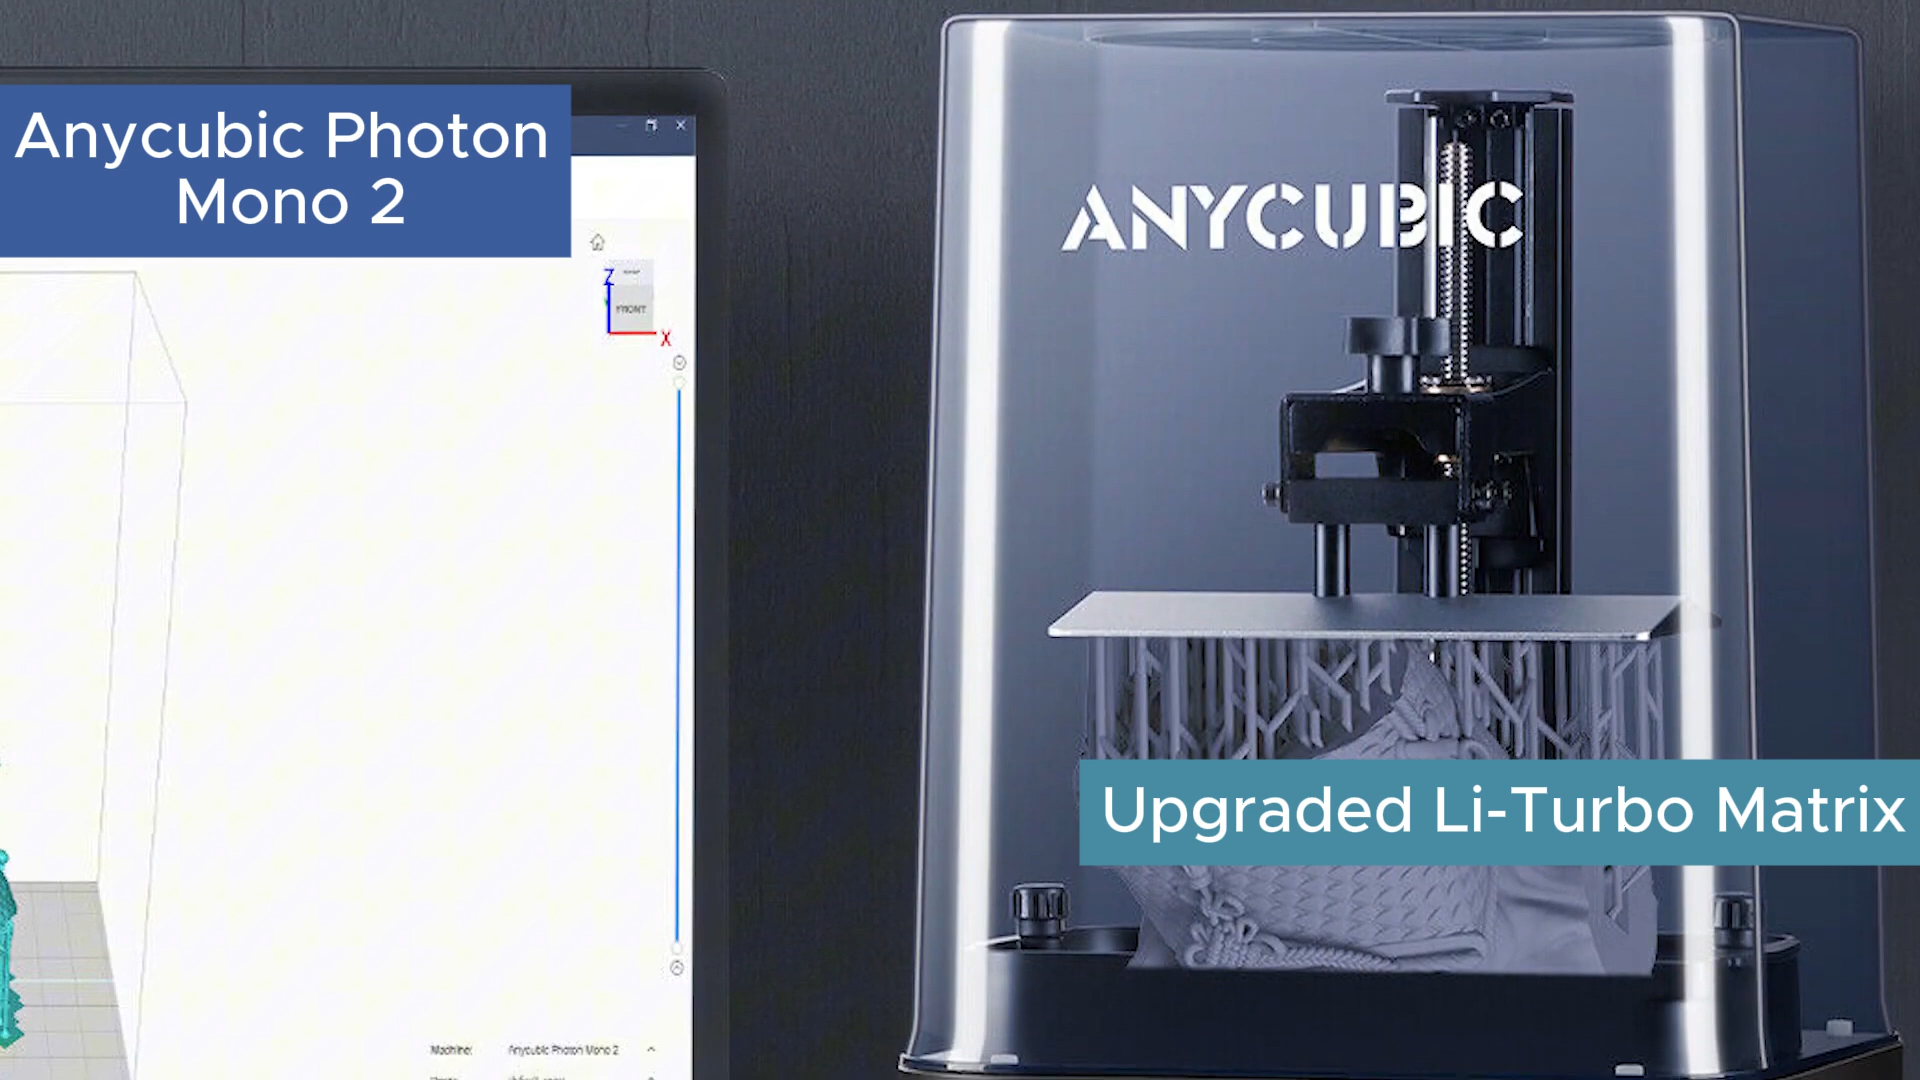 Anycubic Photon
Mono 2
ANYCUBIC
Z
FRONT
X
Upgraded Li-Turbo Matrix
Machine: Anycubic Photon Mono 2